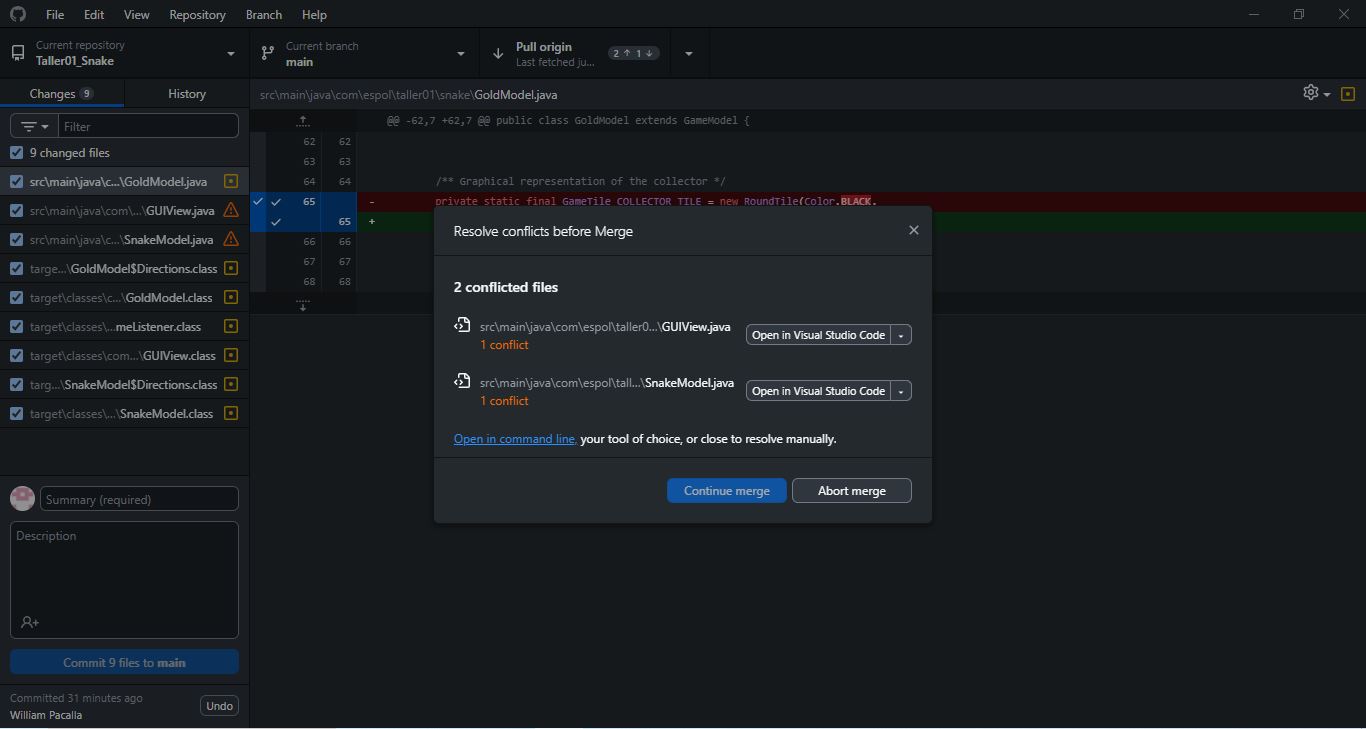 File Edit View Repository Branch Help
Current repository
Taller01_Snake
Current branch
main
Pull origin
Last fetched ju...
2 ↑ 1 ↓
Changes 9
History
src\main\java\com\espol\taller01\snake\GoldModel.java
Filter
9 changed files
src\main\java\c...\GoldModel.java
src\main\java\com\...\GUIView.java
src\main\java\c...\SnakeModel.java
targe...\GoldModel$Directions.class
target\classes\c...\GoldModel.class
target\classes\...meListener.class
target\classes\com...\GUIView.class
targ...\SnakeModel$Directions.class
target\classes\...\SnakeModel.class
@@ -62,7 +62,7 @@ public class GoldModel extends GameModel {
62 62
63 63
64 64 /** Graphical representation of the collector */
65 - private static final GameTile COLLECTOR_TILE = new RoundTile(Color.BLACK,
65 +
66 66
67 67
68 68
Resolve conflicts before Merge
2 conflicted files
src\main\java\com\espol\taller0...\GUIView.java
1 conflict
Open in Visual Studio Code
src\main\java\com\espol\tall...\SnakeModel.java
1 conflict
Open in Visual Studio Code
Open in command line, your tool of choice, or close to resolve manually.
Continue merge
Abort merge
Summary (required)
Description
Commit 9 files to main
Committed 31 minutes ago
William Pacalla
Undo